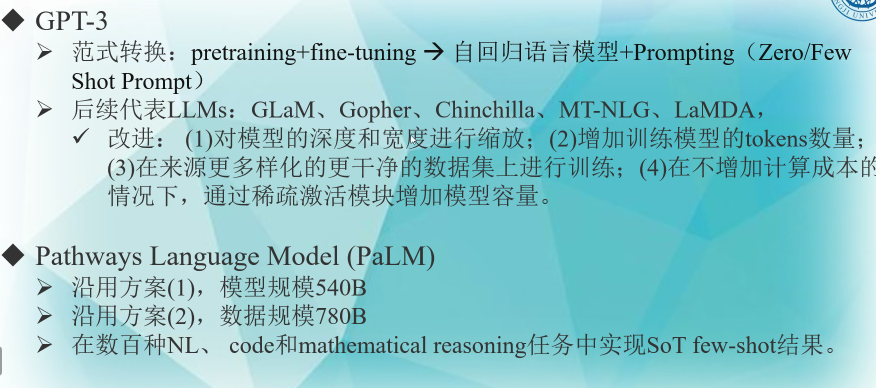 ◆ GPT-3
➢ 范式转换：pretraining+fine-tuning → 自回归语言模型+Prompting（Zero/Few
Shot Prompt）
➢ 后续代表LLMs：GLaM、Gopher、Chinchilla、MT-NLG、LaMDA，
✓ 改进： (1)对模型的深度和宽度进行缩放；(2)增加训练模型的tokens数量；
(3)在来源更多样化的更干净的数据集上进行训练；(4)在不增加计算成本的
情况下，通过稀疏激活模块增加模型容量。
◆ Pathways Language Model (PaLM)
➢ 沿用方案(1)，模型规模540B
➢ 沿用方案(2)，数据规模780B
➢ 在数百种NL、 code和mathematical reasoning任务中实现SoT few-shot结果。